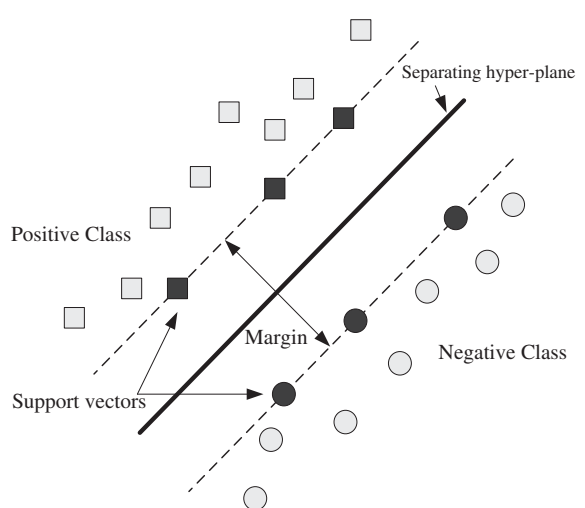 Separating hyper-plane
Positive Class
Margin
Negative Class
Support vectors